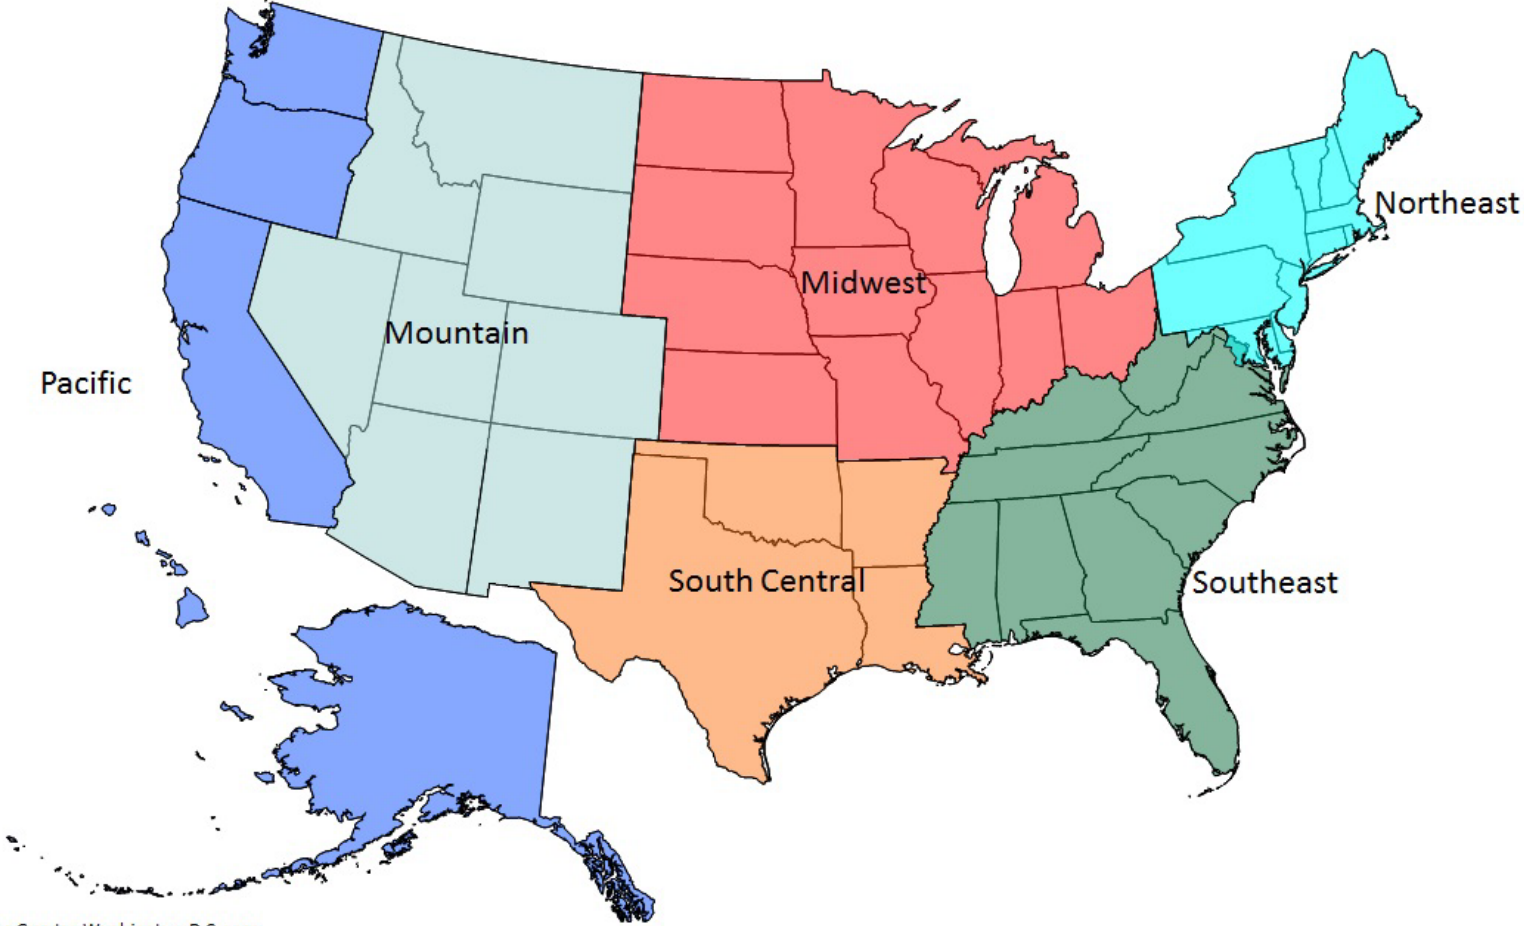 Northeast
Midwest
Mountain
Pacific
South Central
Southeast